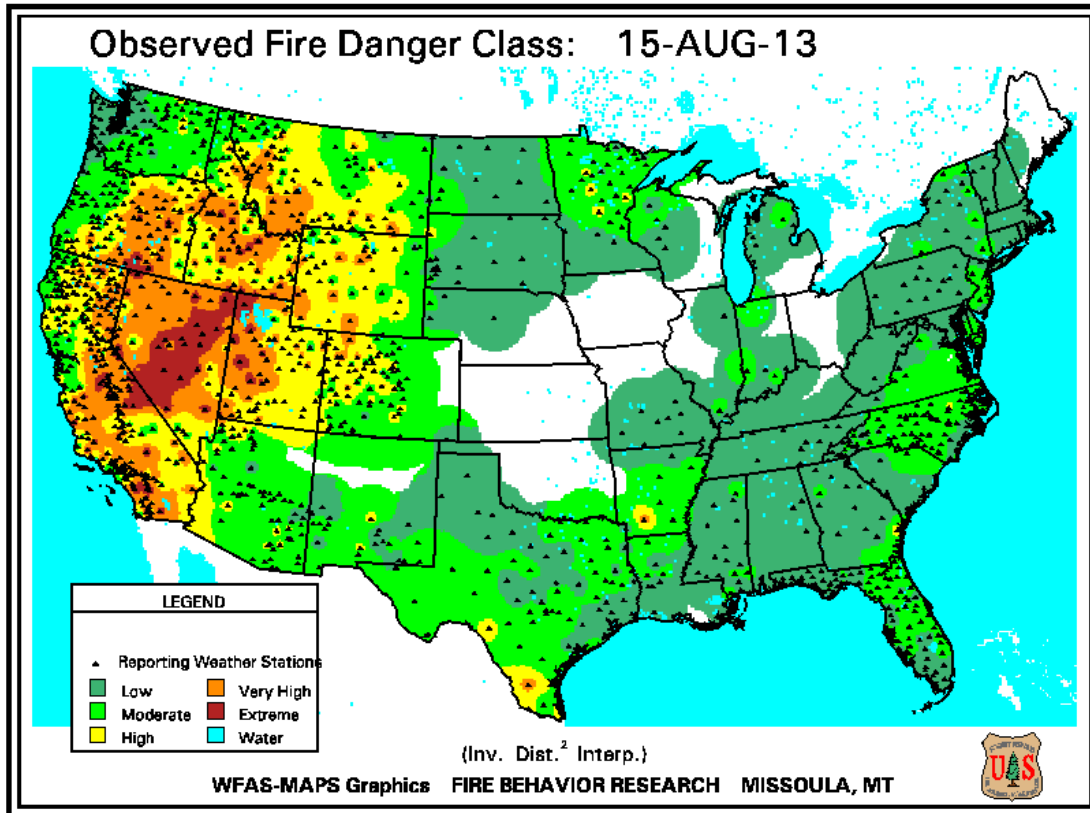 Observed Fire Danger Class: 15-AUG-13
LEGEND
Reporting Weather Stations
Low
Very High
Moderate
Extreme
High
Water
(Inv. Dist.² Interp.)
WFAS-MAPS Graphics FIRE BEHAVIOR RESEARCH MISSOULA, MT
US